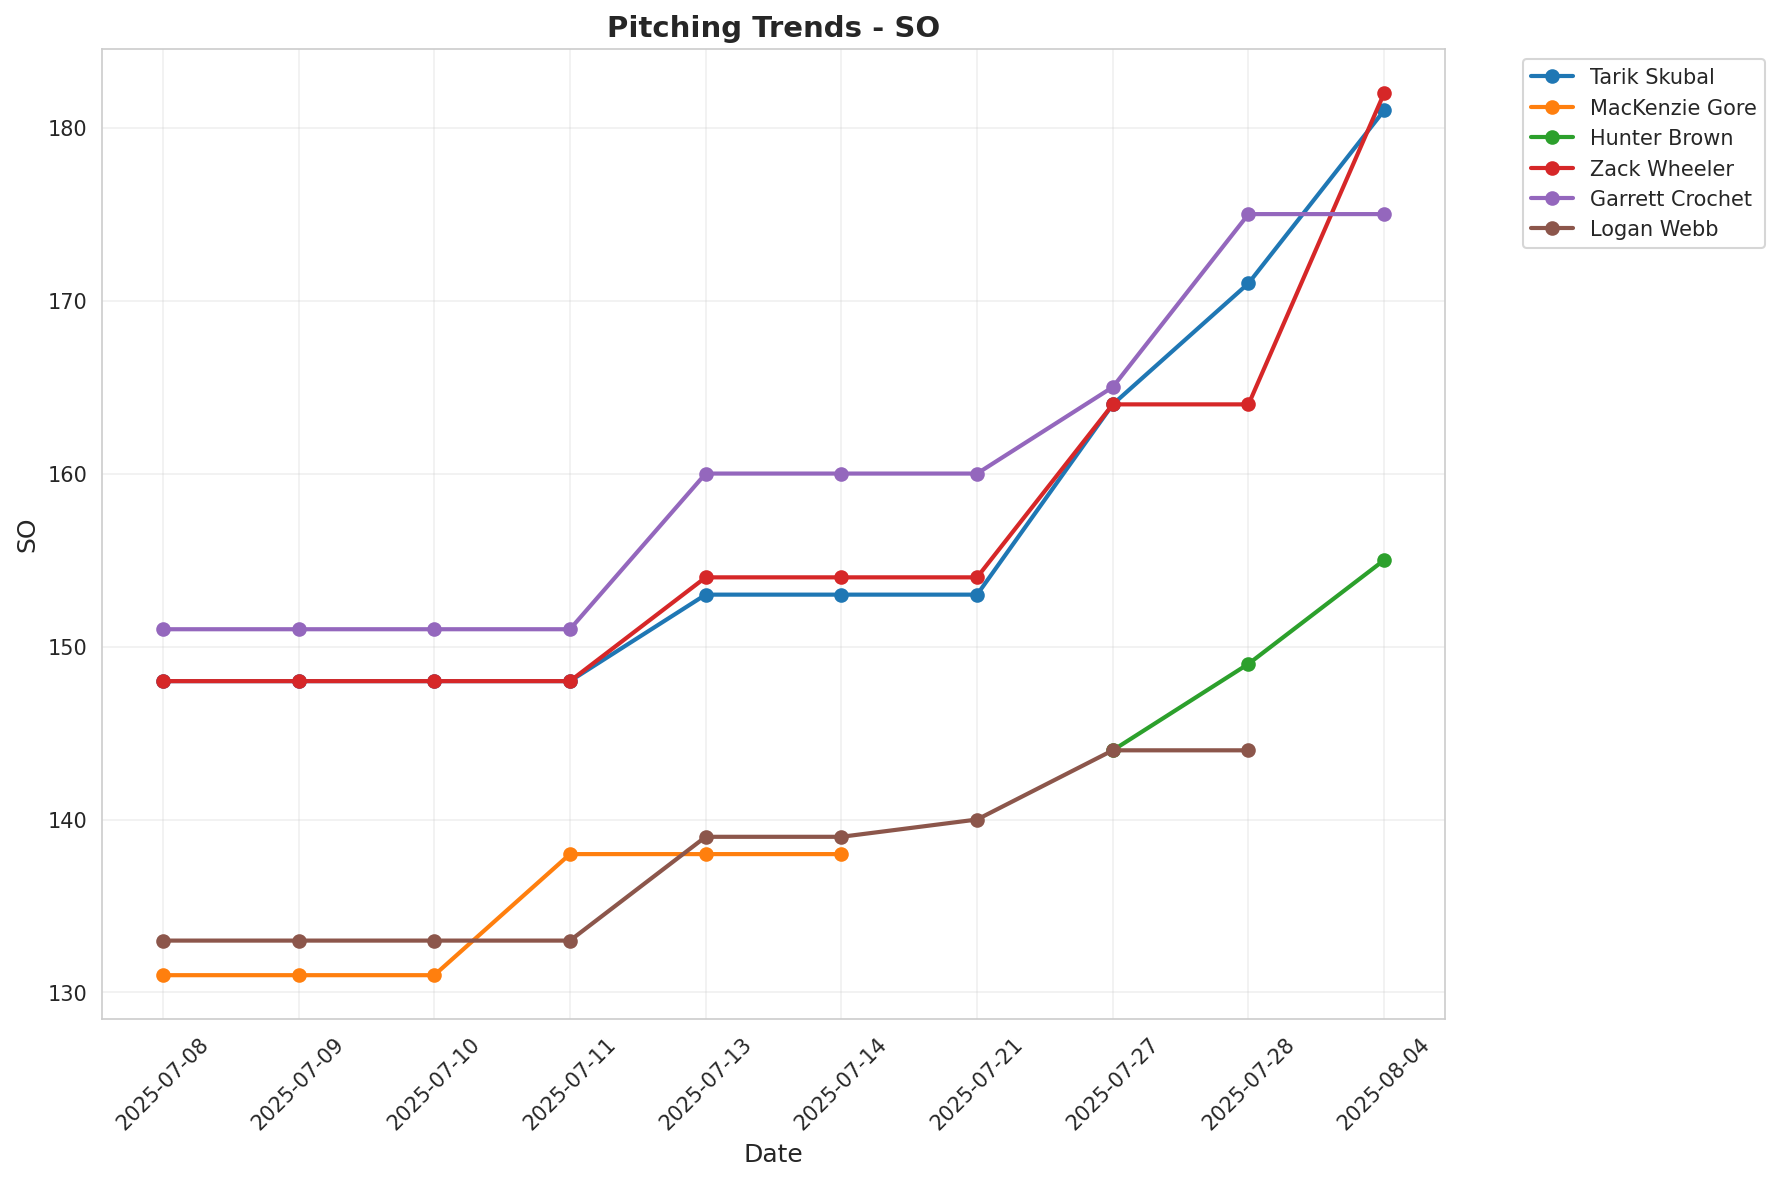 Pitching Trends - SO
Tarik Skubal
MacKenzie Gore
Hunter Brown
Zack Wheeler
Garrett Crochet
Logan Webb
180
170
160
150
140
130
SO
2025-07-08
2025-07-09
2025-07-10
2025-07-11
2025-07-13
2025-07-14
2025-07-21
2025-07-27
2025-07-28
2025-08-04
Date